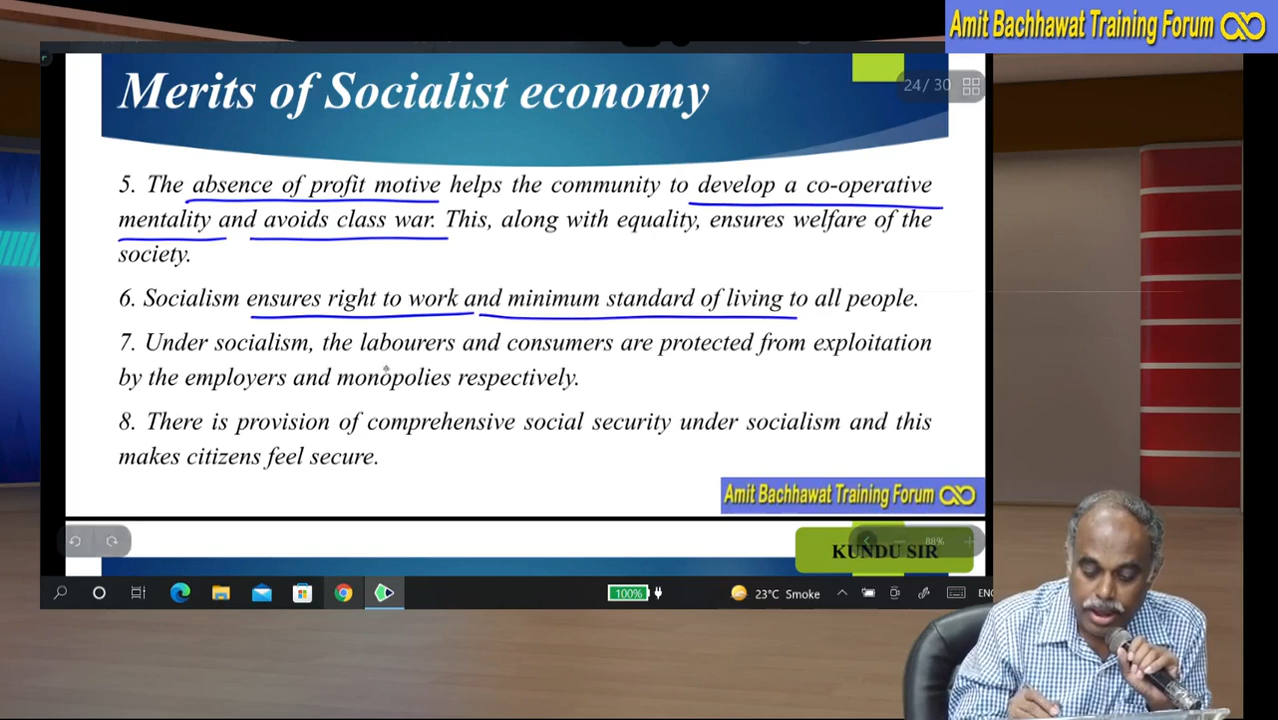 Amit Bachhawat Training Forum
Merits of Socialist economy
24/ 30
5. The absence of profit motive helps the community to develop a co-operative
mentality and avoids class war. This, along with equality, ensures welfare of the
society.
6. Socialism ensures right to work and minimum standard of living to all people.
7. Under socialism, the labourers and consumers are protected from exploitation
by the employers and monopolies respectively.
8. There is provision of comprehensive social security under socialism and this
makes citizens feel secure.
Amit Bachhawat Training Forum
88%
KUNDU SIR
100%
23°C Smoke
ENG